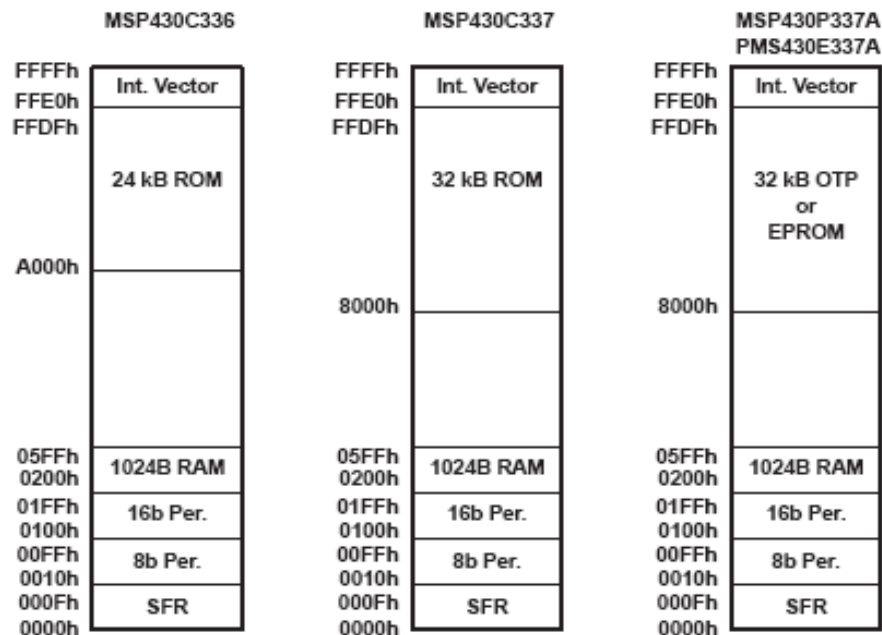 MSP430C336
FFFFh
Int. Vector
FFE0h
FFDFh
24 kB ROM
A000h
05FFh
1024B RAM
0200h
01FFh
16b Per.
0100h
00FFh
8b Per.
0010h
000Fh
SFR
0000h
MSP430C337
FFFFh
Int. Vector
FFE0h
FFDFh
32 kB ROM
8000h
05FFh
1024B RAM
0200h
01FFh
16b Per.
0100h
00FFh
8b Per.
0010h
000Fh
SFR
0000h
MSP430P337A
PMS430E337A
FFFFh
Int. Vector
FFE0h
FFDFh
32 kB OTP
or
EPROM
8000h
05FFh
1024B RAM
0200h
01FFh
16b Per.
0100h
00FFh
8b Per.
0010h
000Fh
SFR
0000h